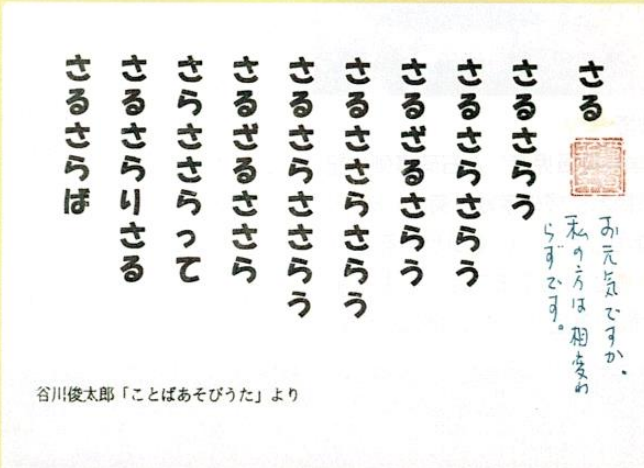 さる
お元気ですか。
私の方は相変わ
らずです。
さるさらう
さるさらさらう
さるざるさらう
さるささらさらう
さるさらささらう
さるざるささら
さらささらって
さるさらりさる
さるさらば
谷川俊太郎「ことばあそびうた」より